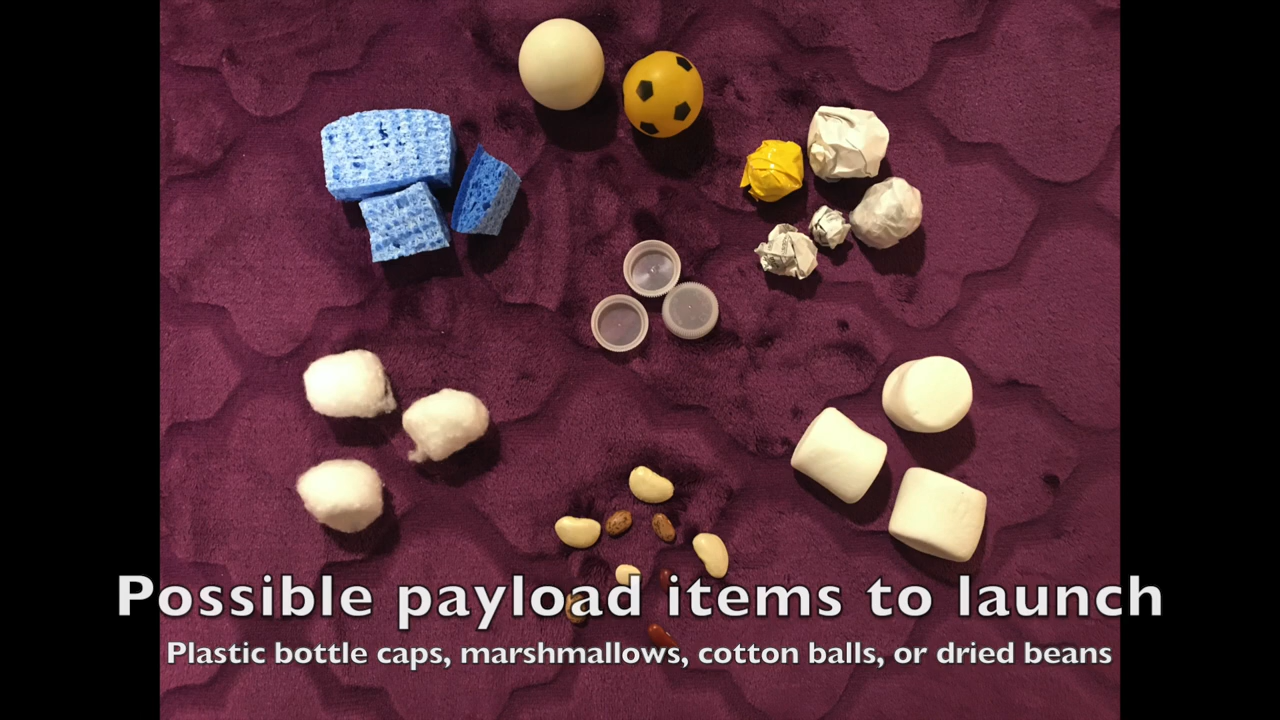 Possible payload items to launch
Plastic bottle caps, marshmallows, cotton balls, or dried beans